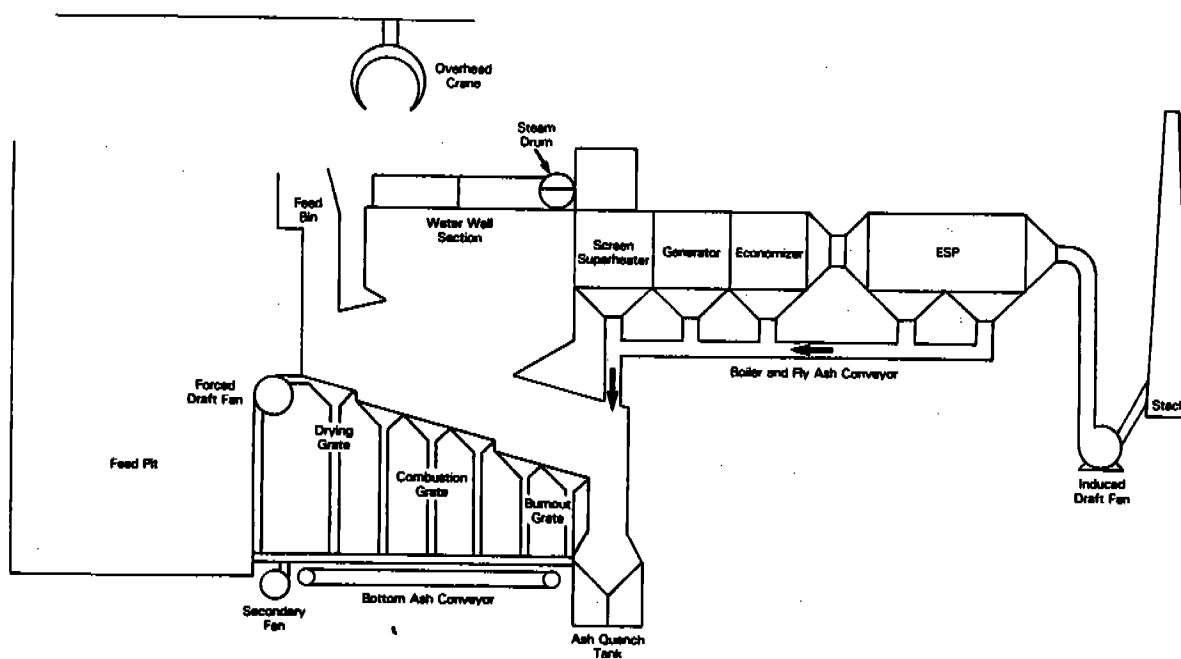 Overhead
Crane
Steam
Drum
Feed
Bin
Water Wall
Section
Screen
Superheater
Generator
Economizer
ESP
Boiler and Fly Ash Conveyor
Stack
Forced
Draft Fan
Drying
Grate
Feed Pit
Combustion
Grate
Burnout
Grate
Induced
Draft Fan
Secondary
Fan
Bottom Ash Conveyor
Ash Quench
Tank